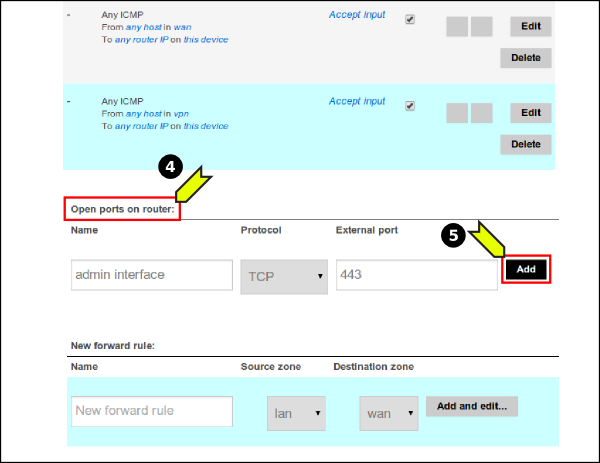 - Any ICMP Accept input Edit
From any host in wan
To any router IP on this device
Delete
- Any ICMP Accept input Edit
From any host in vpn
To any router IP on this device
Delete
4
Open ports on router:
5
Name Protocol External port
admin interface TCP 443 Add
New forward rule:
Name Source zone Destination zone
New forward rule lan wan Add and edit...